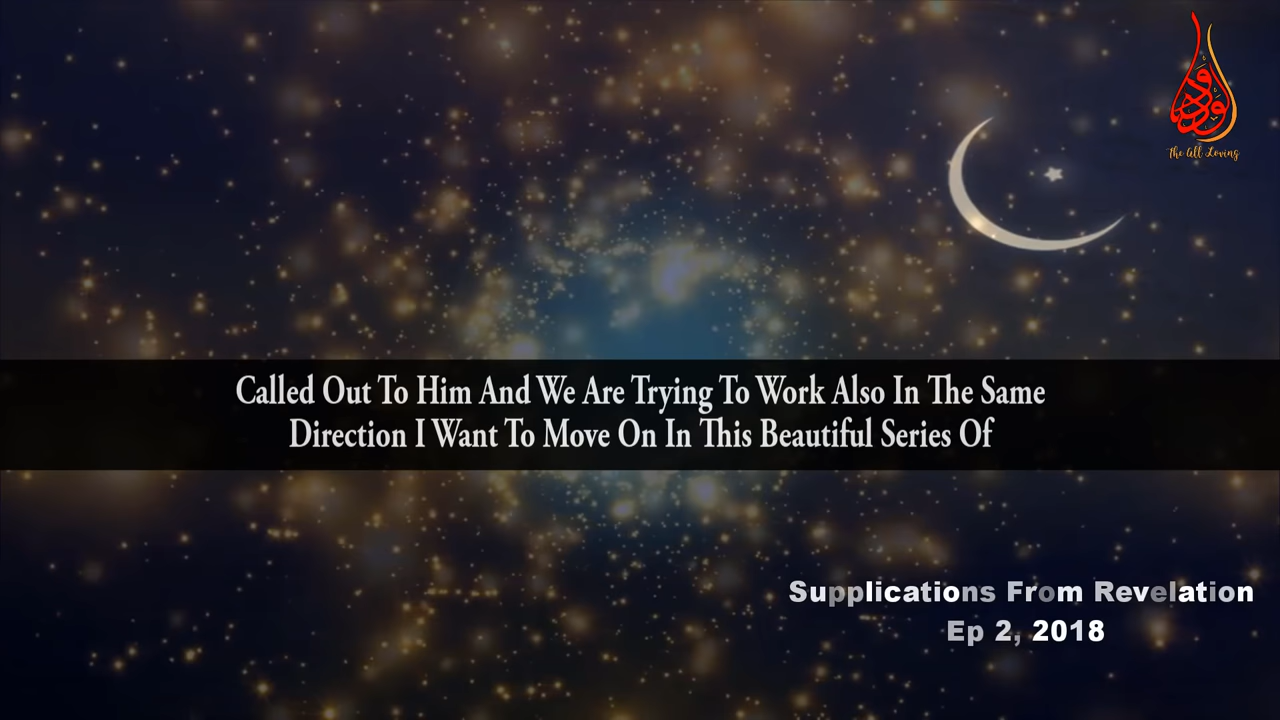 الودود
The All Loving
Called Out To Him And We Are Trying To Work Also In The Same
Direction I Want To Move On In This Beautiful Series Of
Supplications From Revelation
Ep 2, 2018